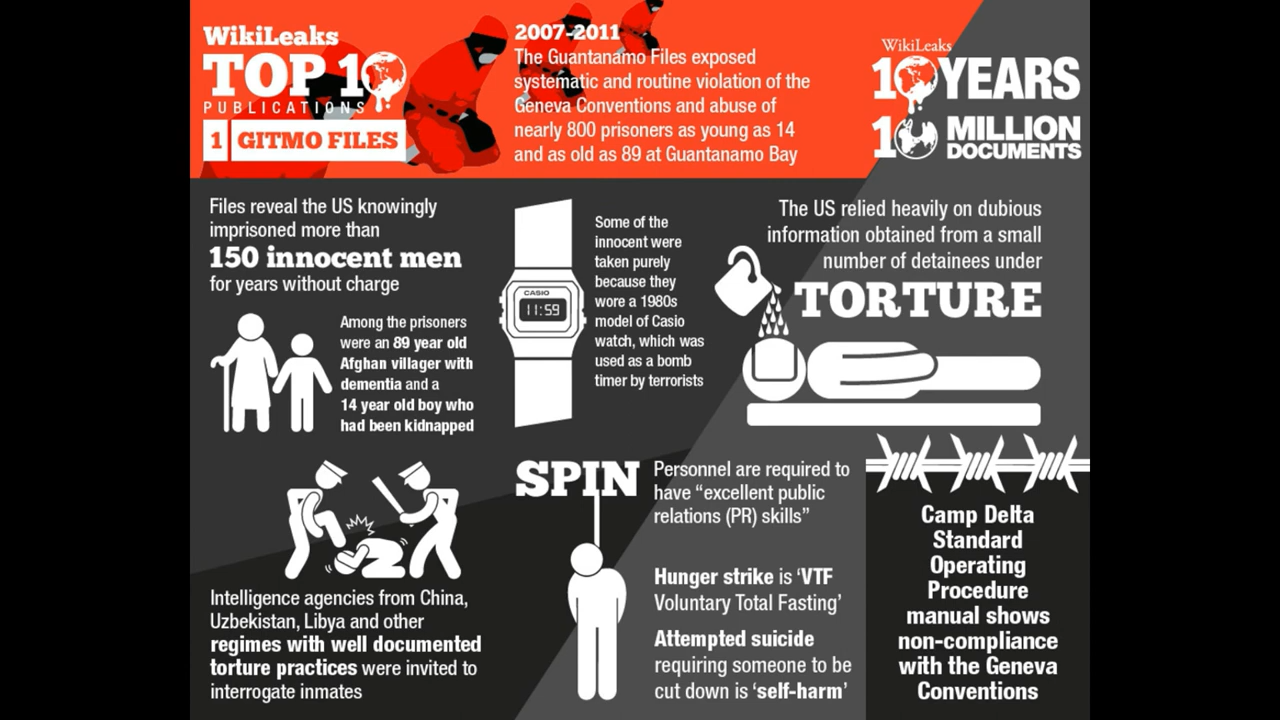 WikiLeaks
TOP 10
PUBLICATIONS
1 GITMO FILES
2007-2011
The Guantanamo Files exposed
systematic and routine violation of the
Geneva Conventions and abuse of
nearly 800 prisoners as young as 14
and as old as 89 at Guantanamo Bay
WikiLeaks
10 YEARS
10 MILLION
DOCUMENTS
Files reveal the US knowingly
imprisoned more than
150 innocent men
for years without charge
Among the prisoners
were an 89 year old
Afghan villager with
dementia and a
14 year old boy who
had been kidnapped
CASIO
11:59
Some of the
innocent were
taken purely
because they
wore a 1980s
model of Casio
watch, which was
used as a bomb
timer by terrorists
The US relied heavily on dubious
information obtained from a small
number of detainees under
TORTURE
Intelligence agencies from China,
Uzbekistan, Libya and other
regimes with well documented
torture practices were invited to
interrogate inmates
SPIN
Personnel are required to
have “excellent public
relations (PR) skills”
Hunger strike is ‘VTF
Voluntary Total Fasting’
Attempted suicide
requiring someone to be
cut down is ‘self-harm’
Camp Delta
Standard
Operating
Procedure
manual shows
non-compliance
with the Geneva
Conventions